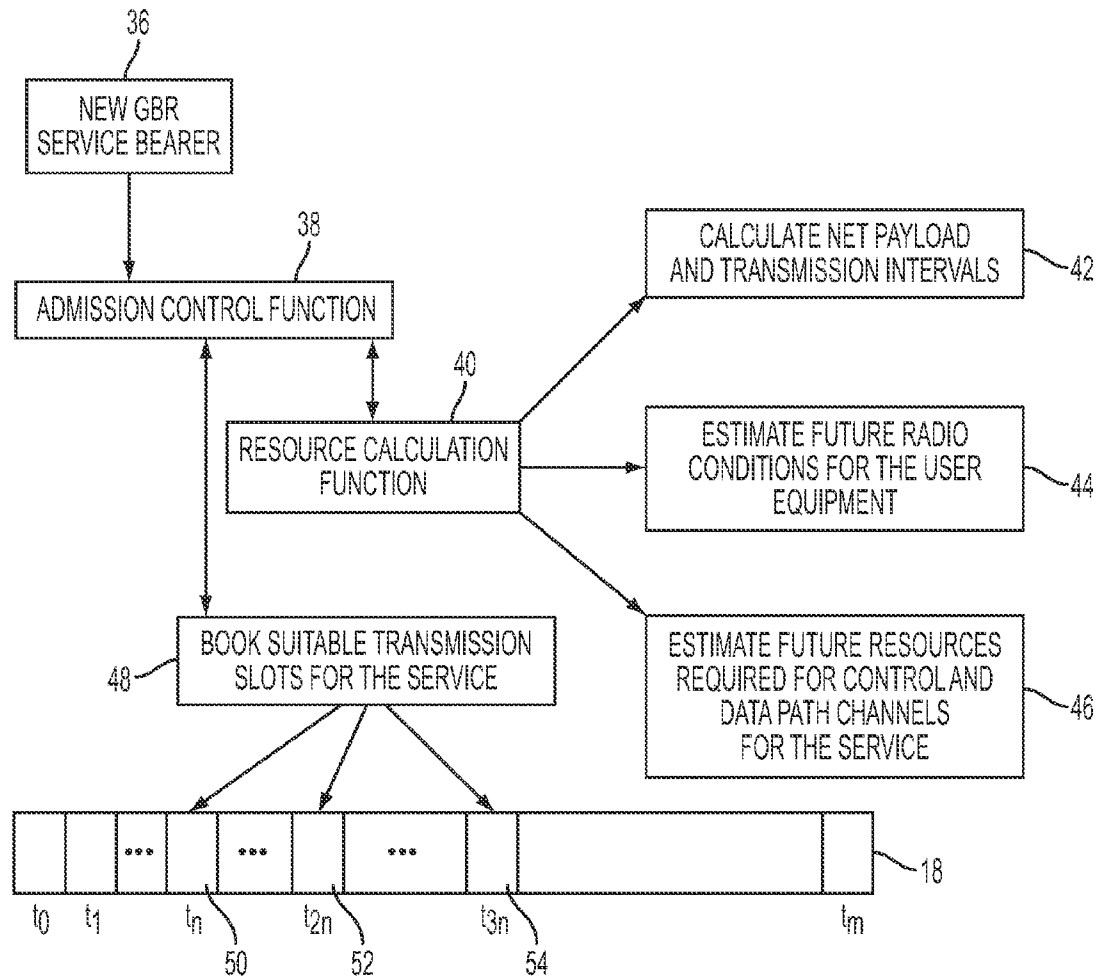 36
NEW GBR
SERVICE BEARER
38
ADMISSION CONTROL FUNCTION
CALCULATE NET PAYLOAD
AND TRANSMISSION INTERVALS
42
40
RESOURCE CALCULATION
FUNCTION
ESTIMATE FUTURE RADIO
CONDITIONS FOR THE USER
EQUIPMENT
44
BOOK SUITABLE TRANSMISSION
SLOTS FOR THE SERVICE
48
ESTIMATE FUTURE RESOURCES
REQUIRED FOR CONTROL AND
DATA PATH CHANNELS
FOR THE SERVICE
46
••• ••• •••
18
t0 t1 tn t2n t3n tm
50 52 54